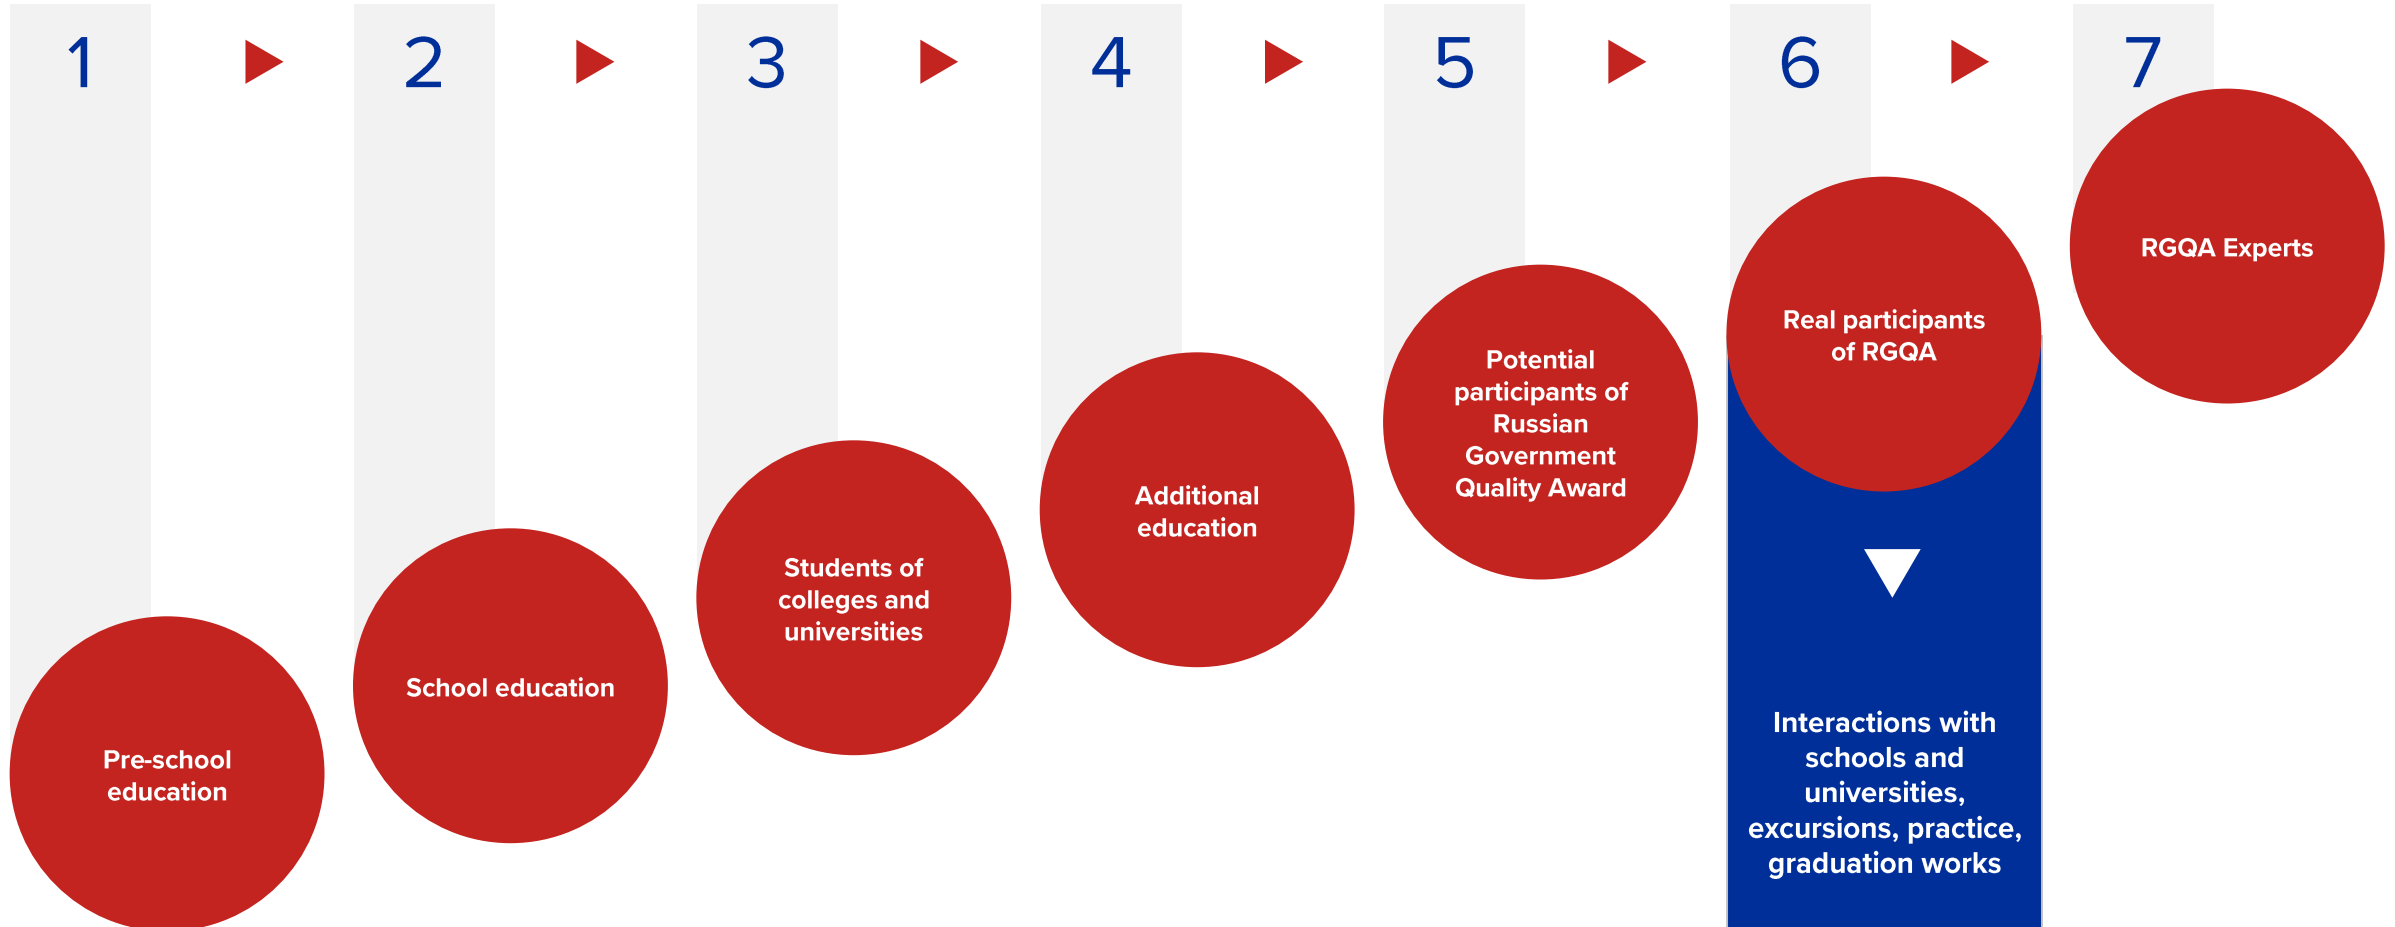 1
2
3
4
5
6
7
Pre-school
education
School education
Students of
colleges and
universities
Additional
education
Potential
participants of
Russian
Government
Quality Award
Real participants
of RGQA
RGQA Experts
Interactions with
schools and
universities,
excursions, practice,
graduation works